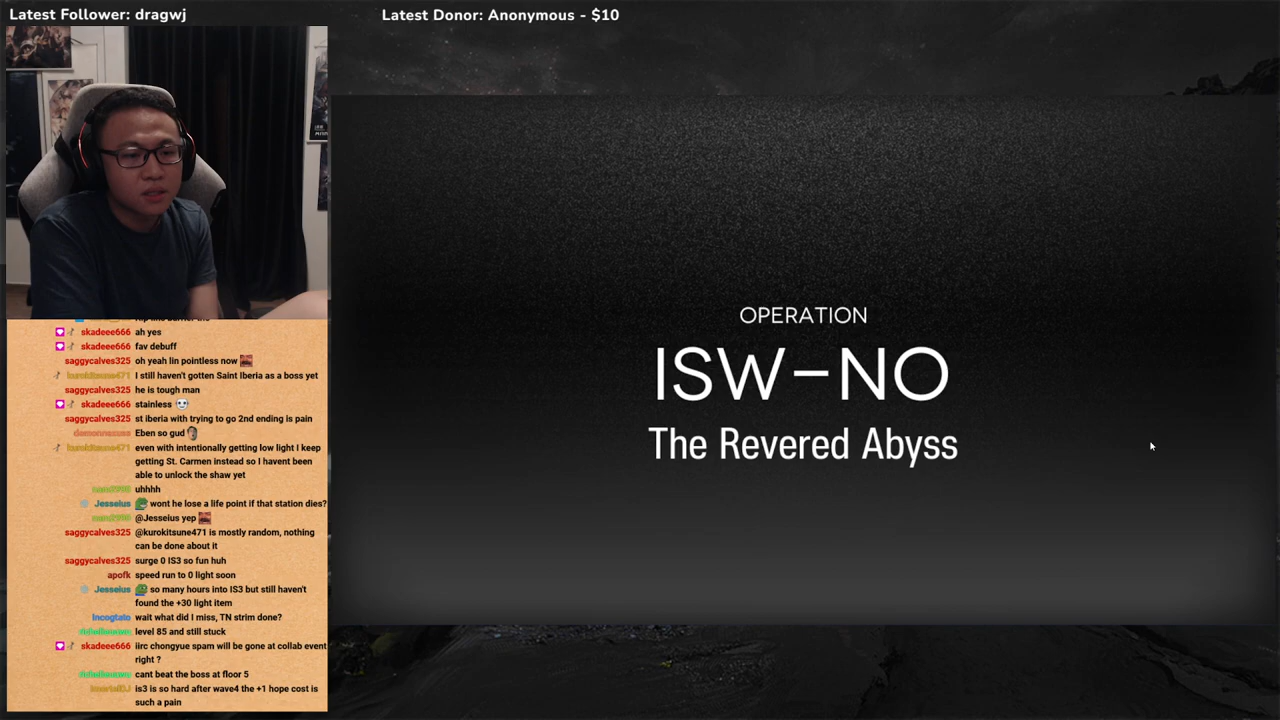 Latest Follower: dragwj
Latest Donor: Anonymous - $10
OPERATION
ISW-NO
The Revered Abyss
skadeee666 ah yes
skadeee666 fav debuff
saggycalves325 oh yeah lin pointless now
kurokitsune471 I still haven't gotten Saint Iberia as a boss yet
saggycalves325 he is tough man
skadeee666 stainless
saggycalves325 st iberia with trying to go 2nd ending is pain
Eben so gud
kurokitsune471 even with intentionally getting low light I keep
getting St. Carmen instead so I havent been
able to unlock the shaw yet
uhhhh
Jesseius wont he lose a life point if that station dies?
@Jesseius yep
saggycalves325 @kurokitsune471 is mostly random, nothing
can be done about it
saggycalves325 surge 0 IS3 so fun huh
apofk speed run to 0 light soon
Jesseius so many hours into IS3 but still haven't
found the +30 light item
Incogtalo wait what did I miss, TN strim done?
level 85 and still stuck
skadeee666 iirc chongyue spam will be gone at collab event
right ?
cant beat the boss at floor 5
is3 is so hard after wave4 the +1 hope cost is
such a pain